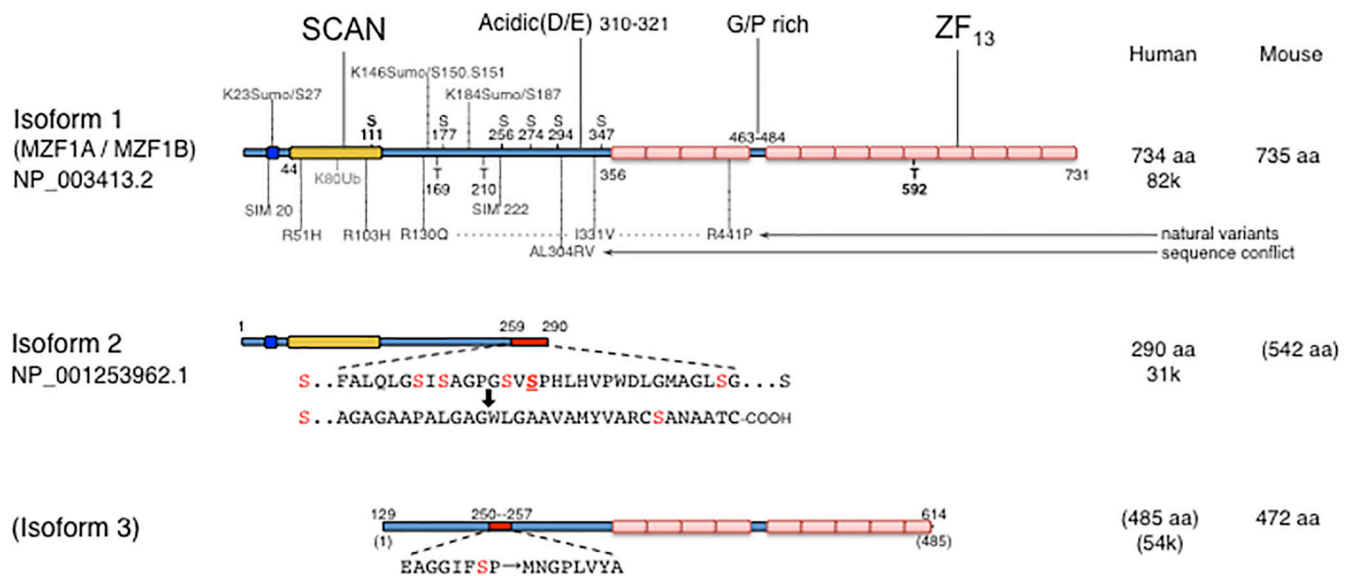 SCAN
Acidic(D/E) 310-321
G/P rich
ZF13
Human
Mouse
K146Sumo/S150.S151
K23Sumo/S27
K184Sumo/S187
S
S
S
S
S
S
111
177
256
274
294
347
463-484
Isoform 1
(MZF1A / MZF1B)
NP_003413.2
44
K80Ub
T
169
T
210
356
T
592
731
734 aa
82k
735 aa
SIM 20
SIM 222
R51H
R103H
R130Q
I331V
R441P
natural variants
AL304RV
sequence conflict
1
259
290
Isoform 2
NP_001253962.1
290 aa
31k
(542 aa)
S..FALQLGSISAGPGSVSPHLHVPWDLGMAGLSG...S
S..AGAGAAPALGAGWLGAAVAMYVARCSANAATC-COOH
129
250--257
614
(Isoform 3)
(1)
(485)
(485 aa)
(54k)
472 aa
EAGGIFSP→MNGPLVYA